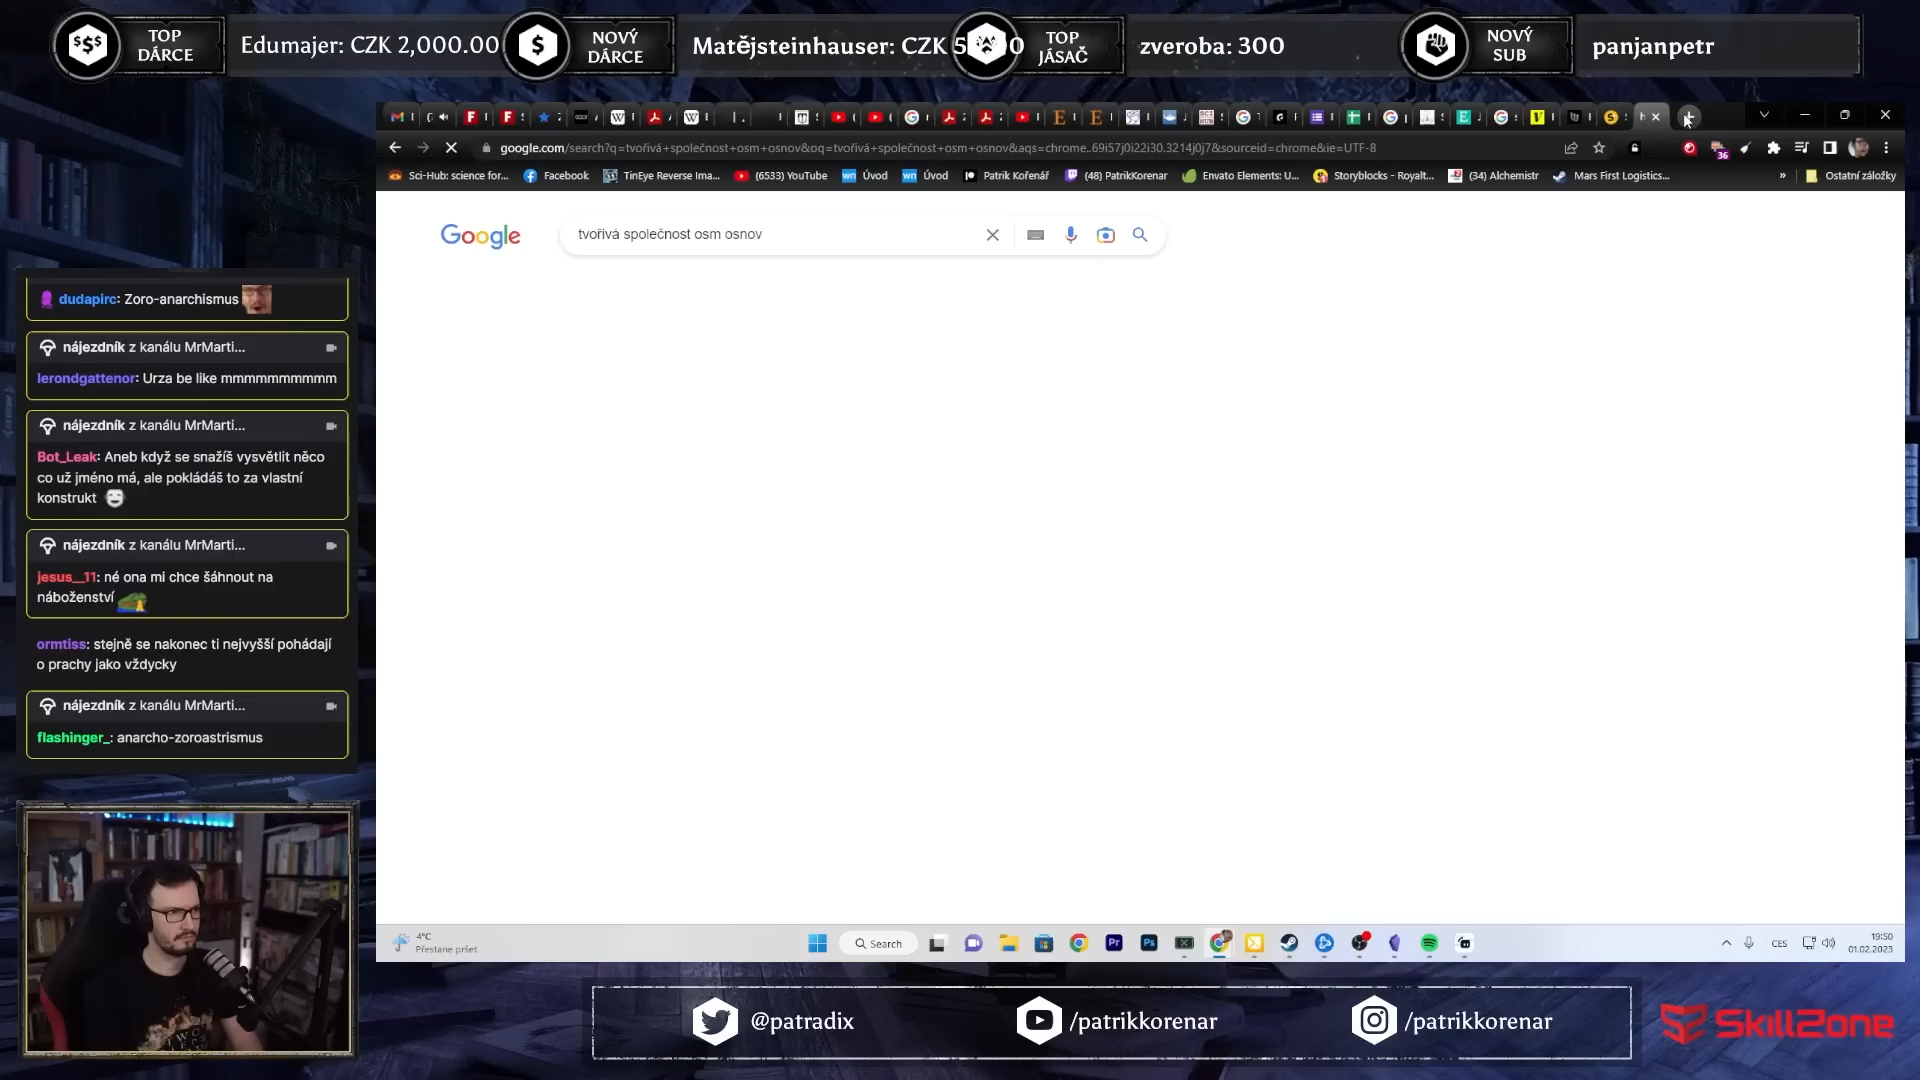 TOP
DÁRCE
Edumajer: CZK 2,000.00
NOVÝ
DÁRCE
Matějsteinhauser: CZK 5
TOP
JÁSAČ
zveroba: 300
NOVÝ
SUB
panjanpetr
google.com/search?q=tvořivá+společnost+osm+osnov&oq=tvořivá+společnost+osm+osnov&aqs=chrome..69i57j0i22i30.3214j0j7&sourceid=chrome&ie=UTF-8
36
Sci-Hub: science for...
Facebook
TinEye Reverse Ima...
(6533) YouTube
Úvod
Úvod
Patrik Kořenář
(48) PatrikKorenar
Envato Elements: U...
Storyblocks - Royalt...
(34) Alchemistr
Mars First Logistics...
»
Ostatní záložky
Google
tvořivá společnost osm osnov
dudapirc: Zoro-anarchismus
nájezdník z kanálu MrMarti...
lerondgattenor: Urza be like mmmmmmmmmm
nájezdník z kanálu MrMarti...
Bot_Leak: Aneb když se snažíš vysvětlit něco
co už jméno má, ale pokládáš to za vlastní
konstrukt
nájezdník z kanálu MrMarti...
jesus__11: né ona mi chce šáhnout na
náboženství
ormtiss: stejně se nakonec ti nejvyšší pohádají
o prachy jako vždycky
nájezdník z kanálu MrMarti...
flashinger_: anarcho-zoroastrismus
4°C
Přestane pršet
Search
Pr
Ps
CES
19:50
01.02.2023
@patradix
/patrikkorenar
/patrikkorenar
SkillZone